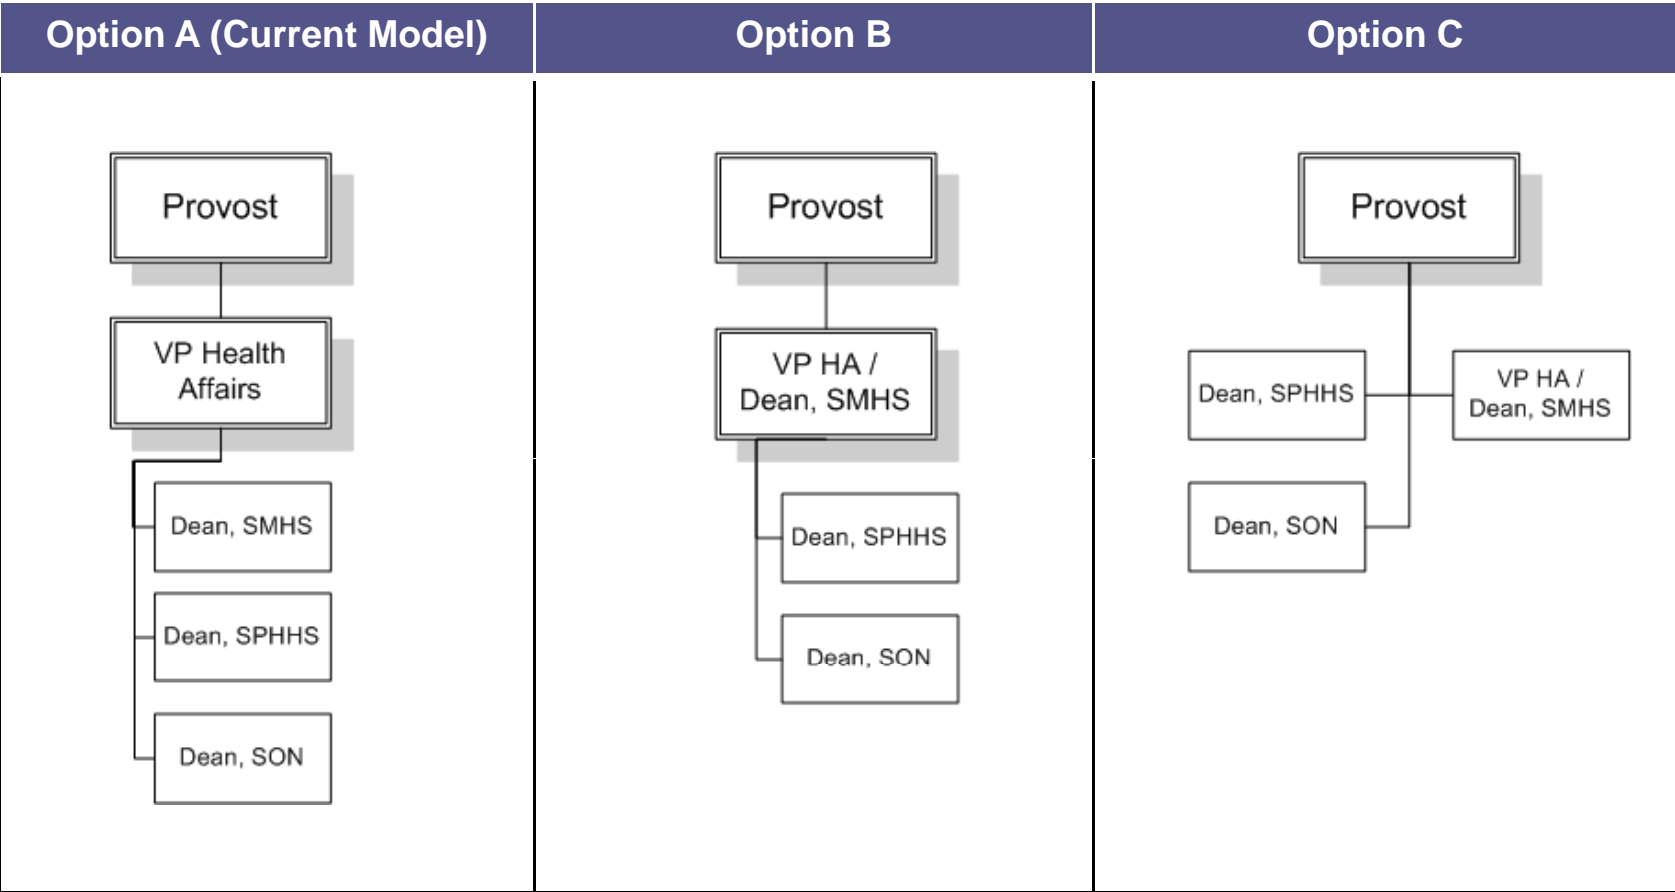 Option A (Current Model)
Option B
Option C
Provost
VP Health
Affairs
Dean, SMHS
Dean, SPHHS
Dean, SON
Provost
VP HA /
Dean, SMHS
Dean, SPHHS
Dean, SON
Provost
Dean, SPHHS
VP HA /
Dean, SMHS
Dean, SON